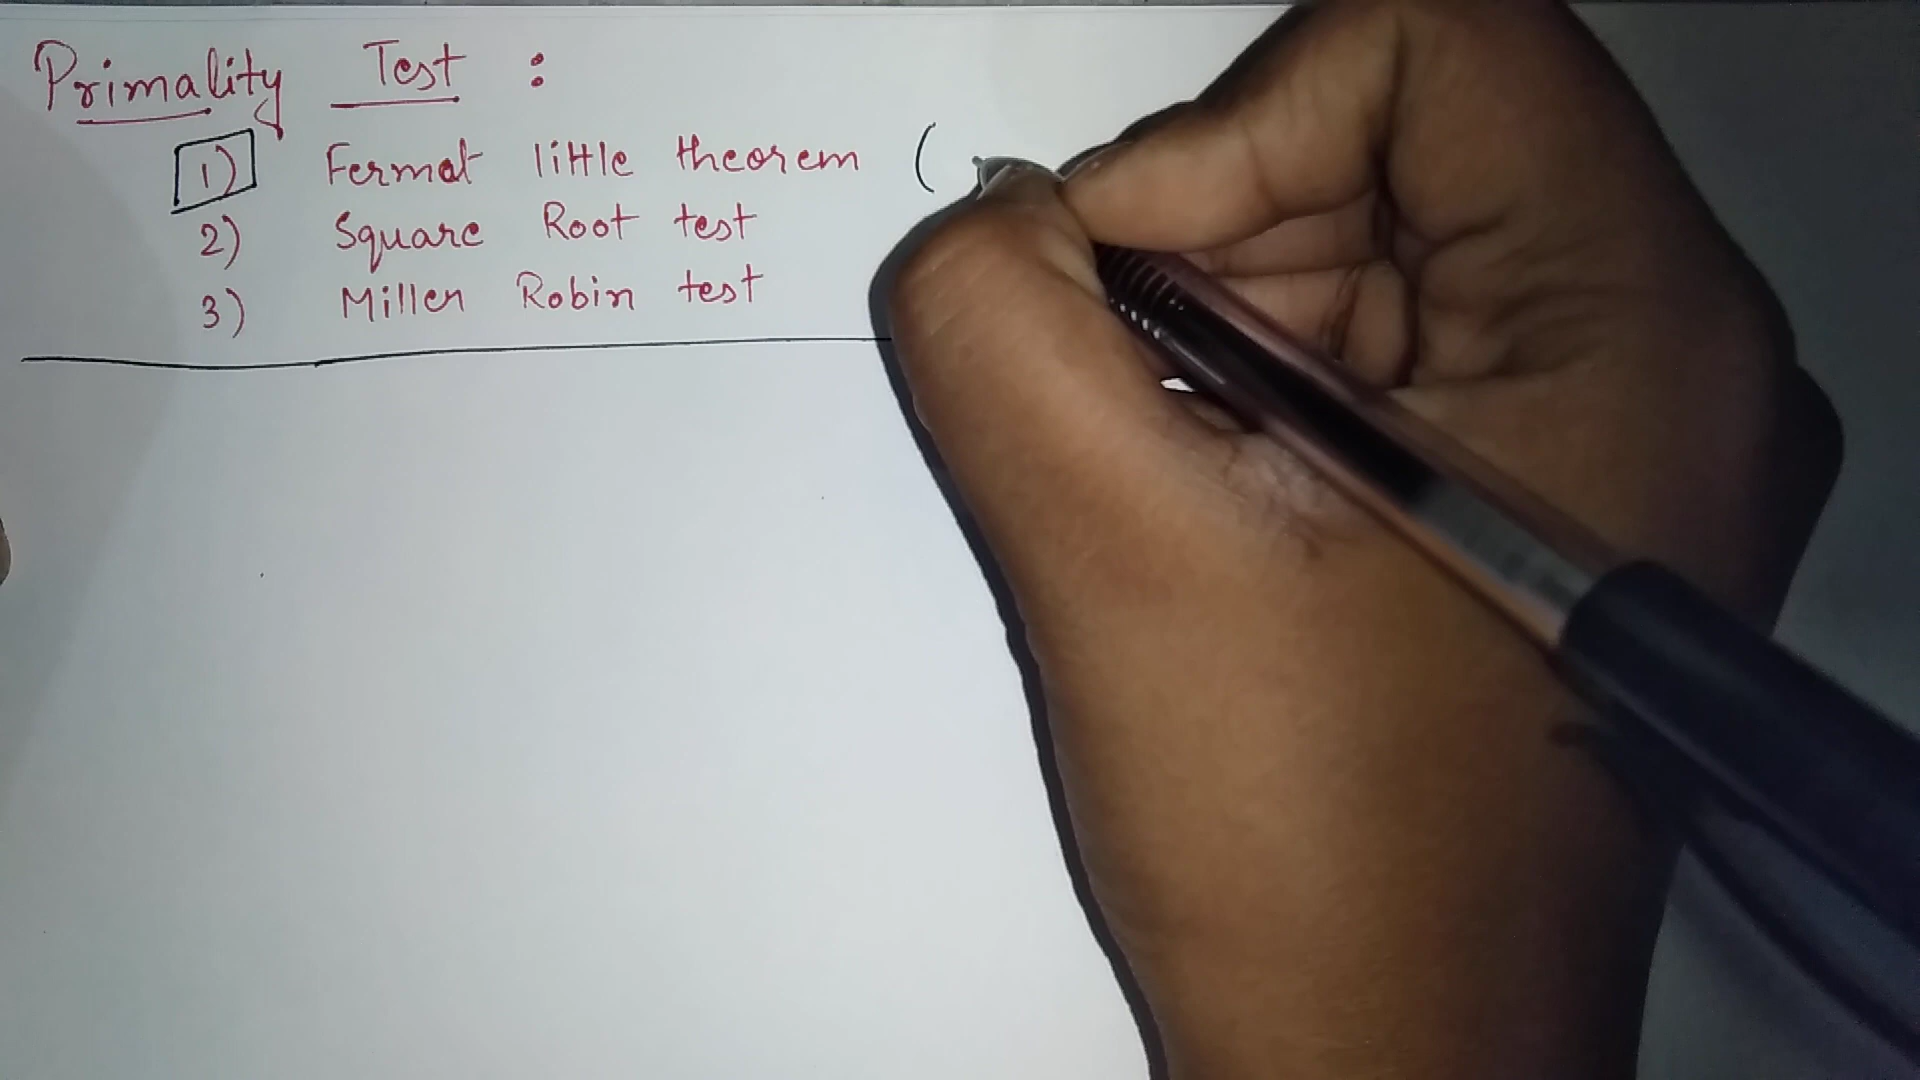 Primality Test :
1) Fermat little theorem (
2) Square Root test
3) Miller Robin test